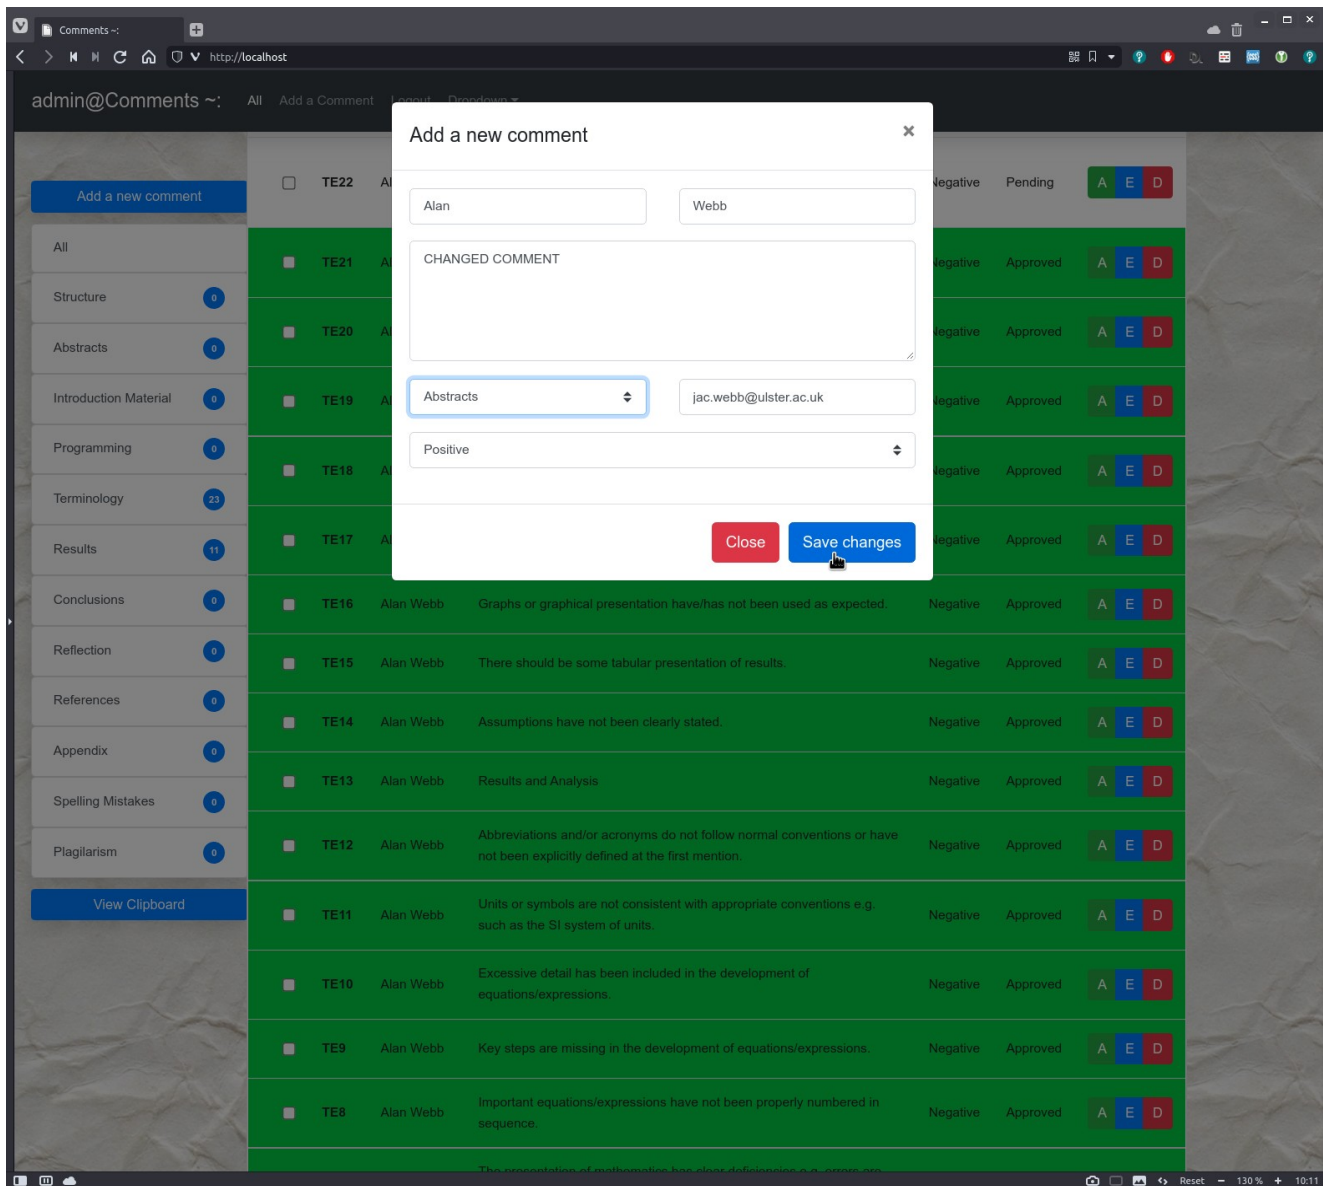 Comments ~:
http://localhost
admin@Comments ~: All Add a Comment Logout Dropdown
Add a new comment ×
Alan Webb
CHANGED COMMENT
Abstracts jac.webb@ulster.ac.uk
Positive
Close Save changes
Add a new comment
All
Structure 0
Abstracts 0
Introduction Material 0
Programming 0
Terminology 23
Results 11
Conclusions 0
Reflection 0
References 0
Appendix 0
Spelling Mistakes 0
Plagilarism 0
View Clipboard
TE22 Negative Pending A E D
TE21 Negative Approved A E D
TE20 Negative Approved A E D
TE19 Negative Approved A E D
TE18 Negative Approved A E D
TE17 Negative Approved A E D
TE16 Alan Webb Graphs or graphical presentation have/has not been used as expected. Negative Approved A E D
TE15 Alan Webb There should be some tabular presentation of results. Negative Approved A E D
TE14 Alan Webb Assumptions have not been clearly stated. Negative Approved A E D
TE13 Alan Webb Results and Analysis Negative Approved A E D
TE12 Alan Webb Abbreviations and/or acronyms do not follow normal conventions or have Negative Approved A E D
not been explicitly defined at the first mention.
TE11 Alan Webb Units or symbols are not consistent with appropriate conventions e.g. Negative Approved A E D
such as the SI system of units.
TE10 Alan Webb Excessive detail has been included in the development of Negative Approved A E D
equations/expressions.
TE9 Alan Webb Key steps are missing in the development of equations/expressions. Negative Approved A E D
TE8 Alan Webb Important equations/expressions have not been properly numbered in Negative Approved A E D
sequence.
The presentation of mathematics has clear deficiencies e.g. errors are
Reset − 130 % + 10:11